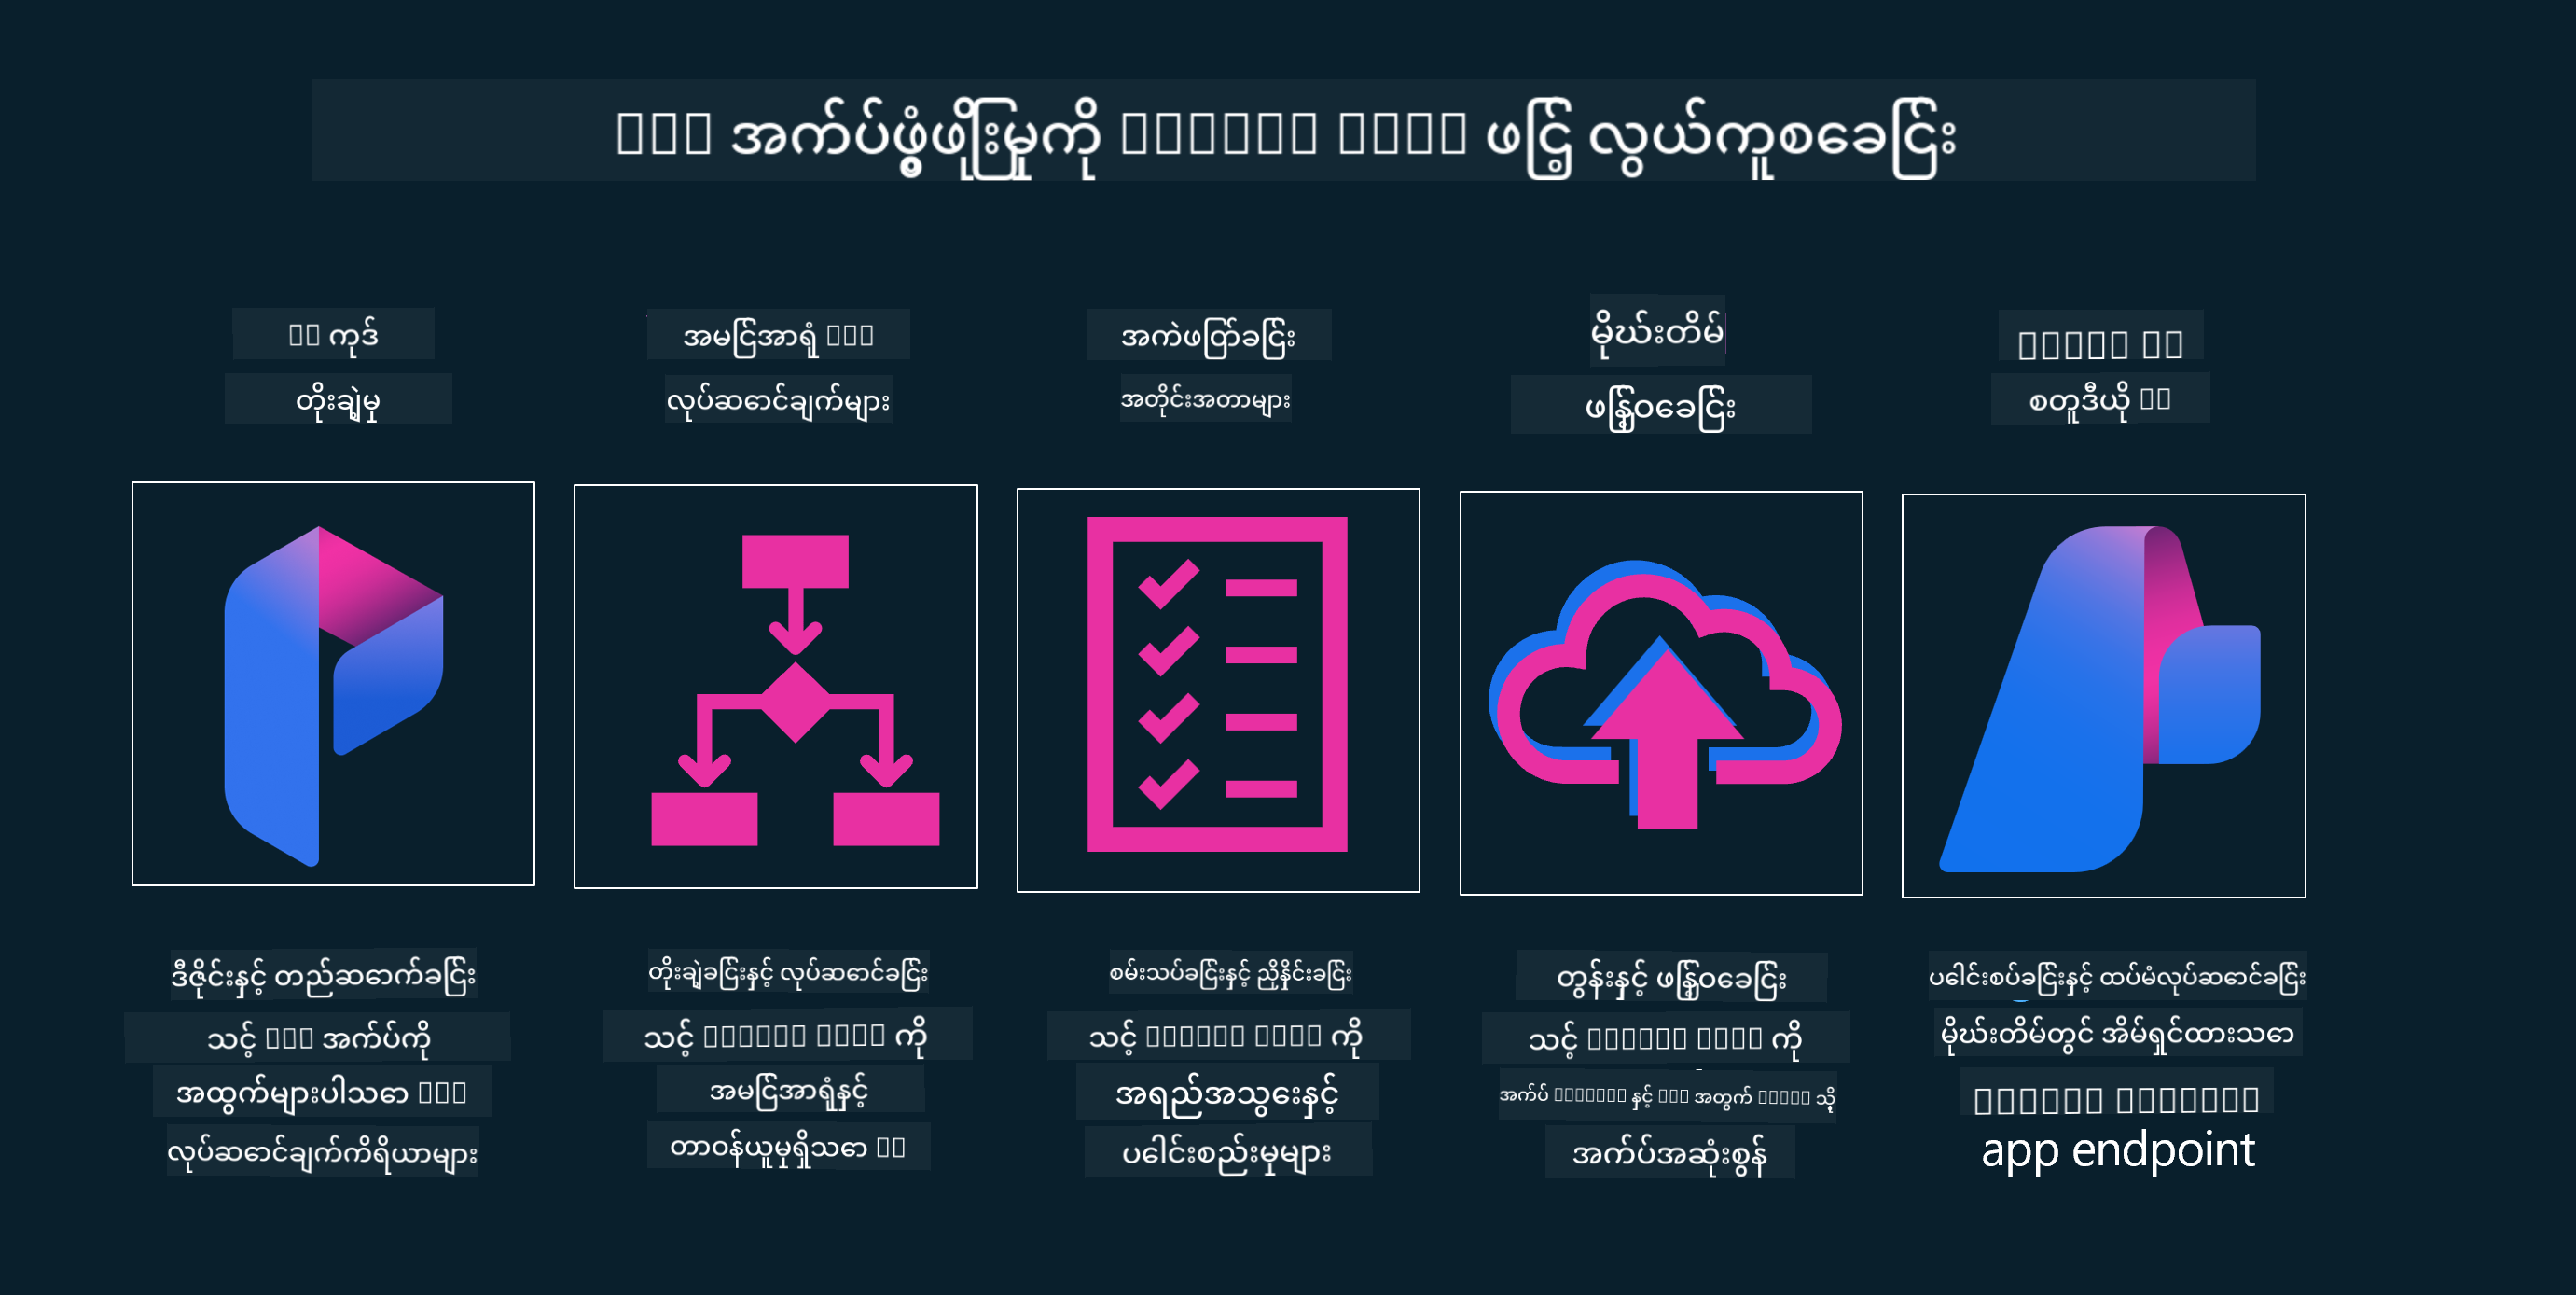 အက်ပ်ဖွံ့ဖြိုးမှုကို ဖြင့် လွယ်ကူစေခြင်း
ကုဒ်
တိုးချဲ့မှု
အမြင်အာရုံ
လုပ်ဆောင်ချက်များ
အကဲဖြတ်ခြင်း
အတိုင်းအတာများ
မိုဃ်းတိမ်
ဖြန့်ဝေခြင်း
စတူဒီယို
ဒီဇိုင်းနှင့် တည်ဆောက်ခြင်း
သင့် အက်ပ်ကို
အထွက်များပါသော
လုပ်ဆောင်ချက်ကိရိယာများ
တိုးချဲ့ခြင်းနှင့် လုပ်ဆောင်ခြင်း
သင့် ကို
အမြင်အာရုံနှင့်
တာဝန်ယူမှုရှိသော
စမ်းသပ်ခြင်းနှင့် ညှိနှိုင်းခြင်း
သင့် ကို
အရည်အသွေးနှင့်
ပေါင်းစည်းမှုများ
တွန်းနှင့် ဖြန့်ဝေခြင်း
သင့် ကို
အက်ပ် နှင့် အတွက် သို့
အက်ပ်အဆုံးစွန်
ပေါင်းစပ်ခြင်းနှင့် ထပ်မံလုပ်ဆောင်ခြင်း
မိုဃ်းတိမ်တွင် အိမ်ရှင်ထားသော
app endpoint